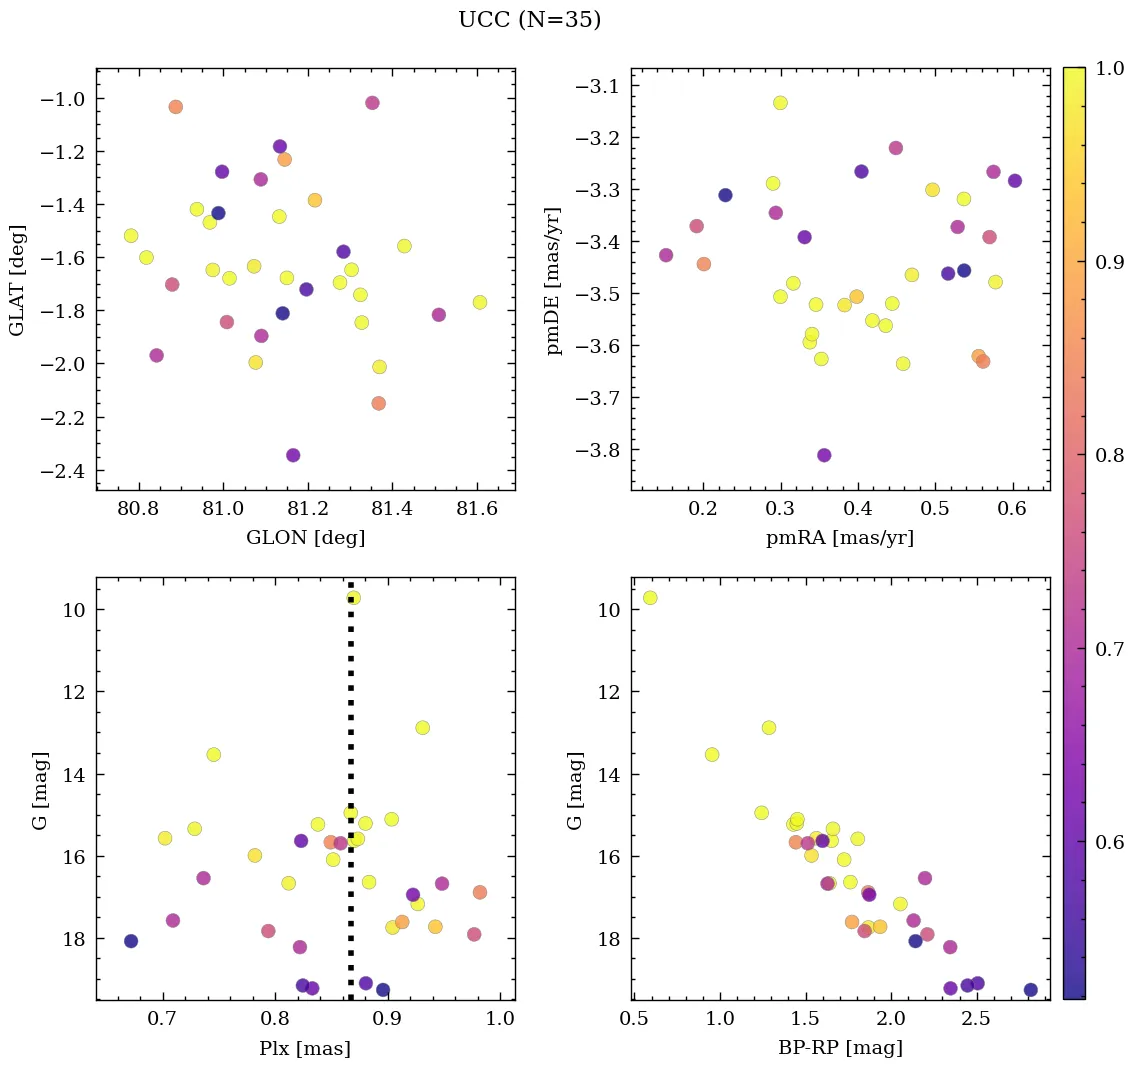 UCC (N=35)
−1.0
−1.2
−1.4
−1.6
−1.8
−2.0
−2.2
−2.4
GLAT [deg]
80.8 81.0 81.2 81.4 81.6
GLON [deg]
−3.1
−3.2
−3.3
−3.4
−3.5
−3.6
−3.7
−3.8
pmDE [mas/yr]
0.2 0.3 0.4 0.5 0.6
pmRA [mas/yr]
10
12
14
16
18
G [mag]
0.7 0.8 0.9 1.0
Plx [mas]
10
12
14
16
18
G [mag]
0.5 1.0 1.5 2.0 2.5
BP-RP [mag]
1.0
0.9
0.8
0.7
0.6